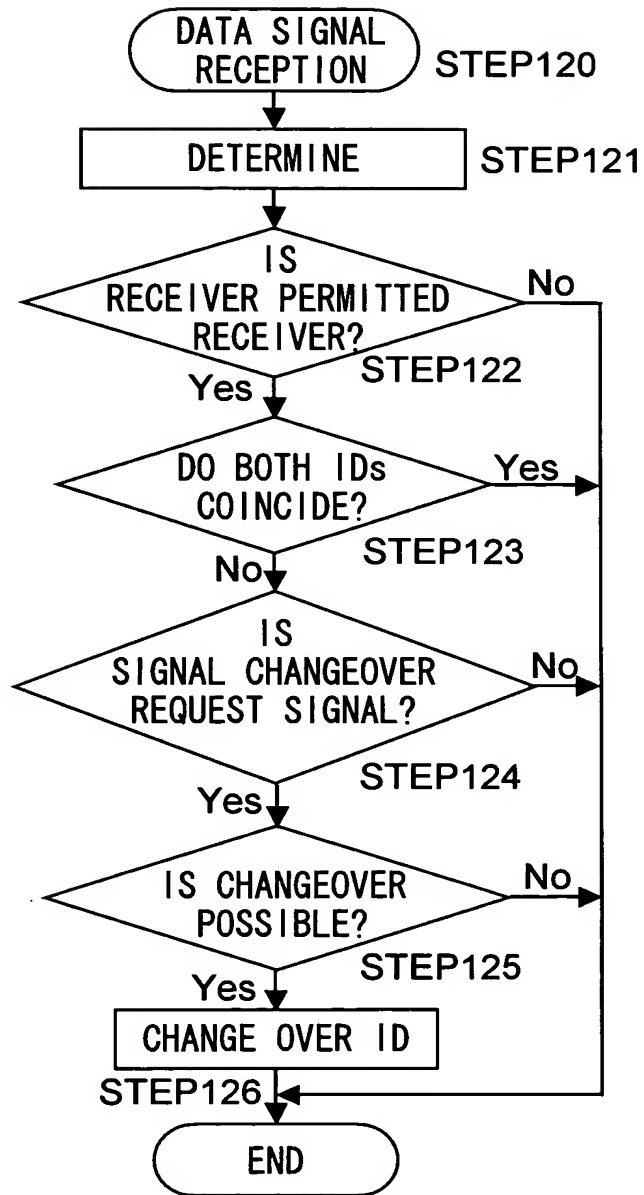 DATA SIGNAL
RECEPTION
STEP120
DETERMINE
STEP121
IS
RECEIVER PERMITTED
RECEIVER?
No
STEP122
Yes
DO BOTH IDs
COINCIDE?
Yes
STEP123
No
IS
SIGNAL CHANGEOVER
REQUEST SIGNAL?
No
STEP124
Yes
IS CHANGEOVER
POSSIBLE?
No
STEP125
Yes
CHANGE OVER ID
STEP126
END